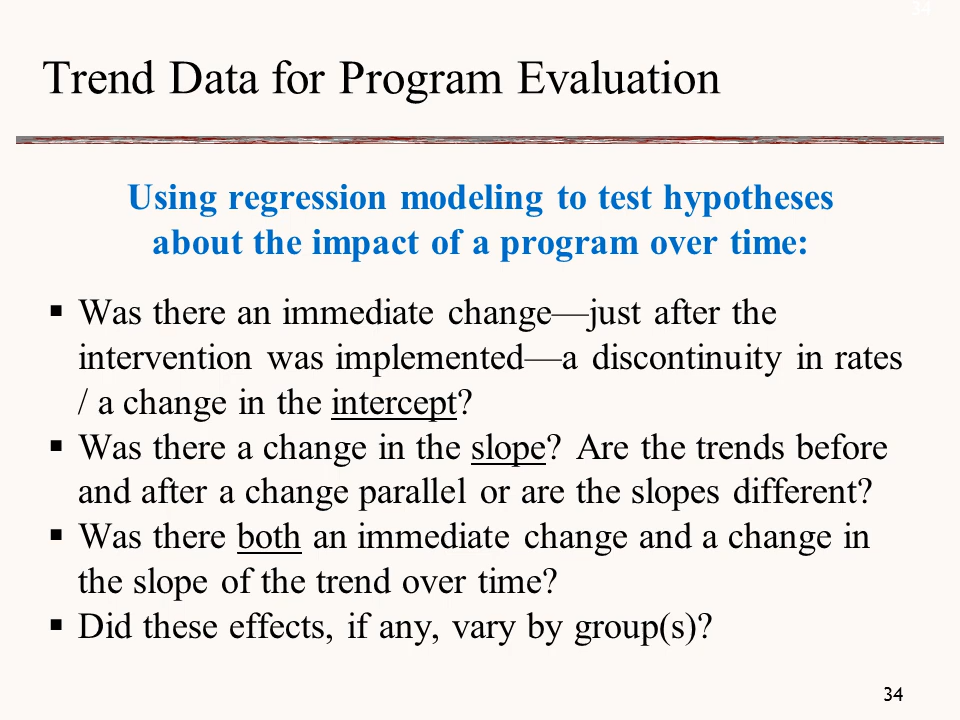 34
Trend Data for Program Evaluation
Using regression modeling to test hypotheses
about the impact of a program over time:
▪ Was there an immediate change—just after the
intervention was implemented—a discontinuity in rates
/ a change in the intercept?
▪ Was there a change in the slope? Are the trends before
and after a change parallel or are the slopes different?
▪ Was there both an immediate change and a change in
the slope of the trend over time?
▪ Did these effects, if any, vary by group(s)?
34